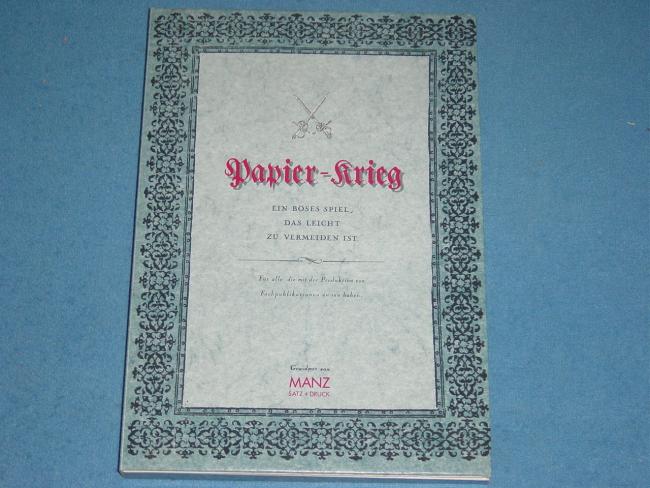 Papier-Krieg
EIN BÖSES SPIEL,
DAS LEICHT
ZU VERMEIDEN IST.
Für alle, die mit der Produktion von
Fachpublikationen zu tun haben.
Gewidmet von
MANZ
SATZ + DRUCK